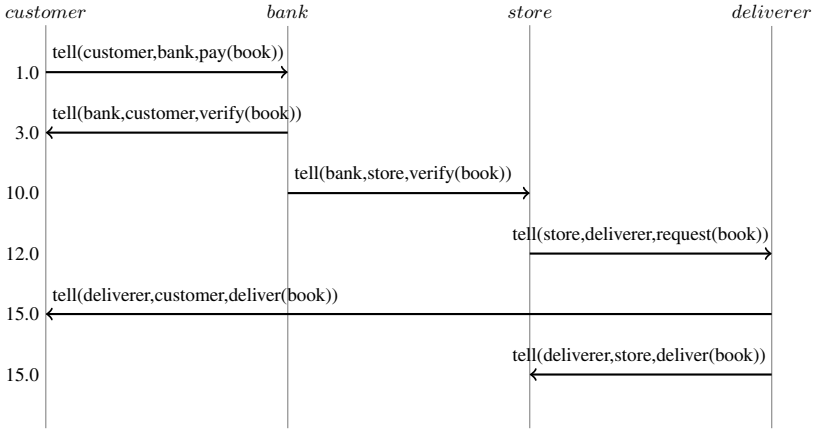 customer bank store deliverer
tell(customer,bank,pay(book))
1.0
tell(bank,customer,verify(book))
3.0
tell(bank,store,verify(book))
10.0
tell(store,deliverer,request(book))
12.0
tell(deliverer,customer,deliver(book))
15.0
tell(deliverer,store,deliver(book))
15.0